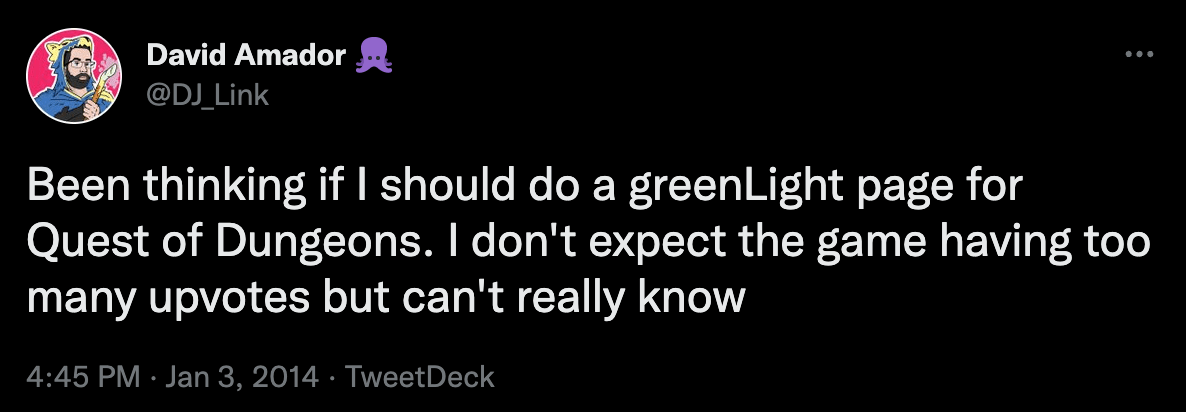 David Amador 🐙
@DJ_Link
Been thinking if I should do a greenLight page for
Quest of Dungeons. I don't expect the game having too
many upvotes but can't really know
4:45 PM · Jan 3, 2014 · TweetDeck